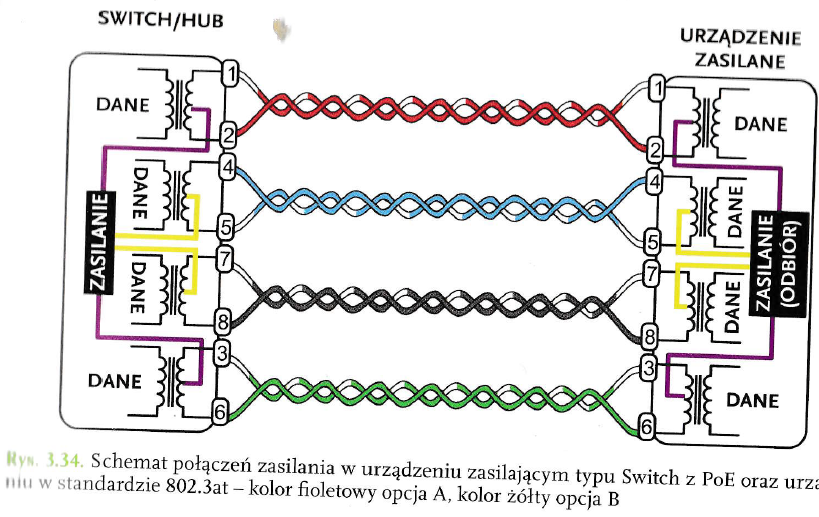 SWITCH/HUB
URZĄDZENIE
ZASILANE
1
DANE
2
4
DANE
5
ZASILANIE
7
DANE
8
3
DANE
6
1
DANE
2
4
DANE
5
ZASILANIE
(ODBIÓR)
7
DANE
8
3
DANE
6
Rys. 3.34. Schemat połączeń zasilania w urządzeniu zasilającym typu Switch z PoE oraz urzą
niu w standardzie 802.3at – kolor fioletowy opcja A, kolor żółty opcja B